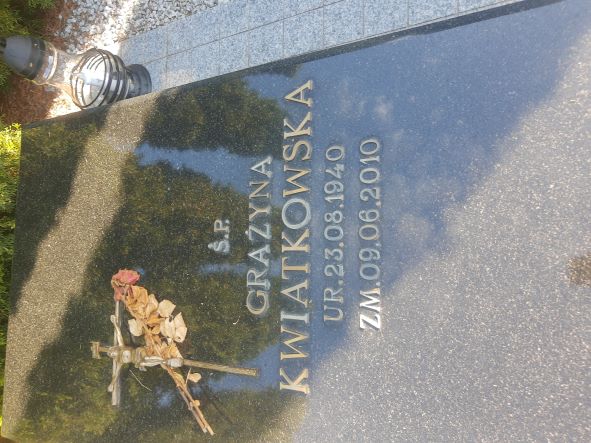 Ś.P.
GRAŻYNA
KWIATKOWSKA
UR.23.08.1940
ZM.09.06.2010